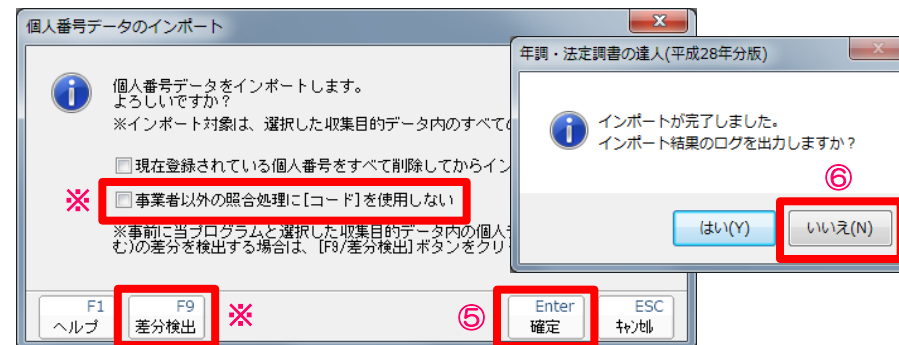 個人番号データのインポート
個人番号データをインポートします。
よろしいですか？
※インポート対象は、選択した収集目的データ内のすべての
現在登録されている個人番号をすべて削除してからイン
※
事業者以外の照合処理に[コード]を使用しない
※事前に当プログラムと選択した収集目的データ内の個人
む)の差分を検出する場合は、[F9/差分検出]ボタンをクリ
F1
ヘルプ
F9
差分検出
※
⑤
Enter
確定
ESC
ｷｬﾝｾﾙ
年調・法定調書の達人(平成28年分版)
インポートが完了しました。
インポート結果のログを出力しますか？
⑥
はい(Y)
いいえ(N)